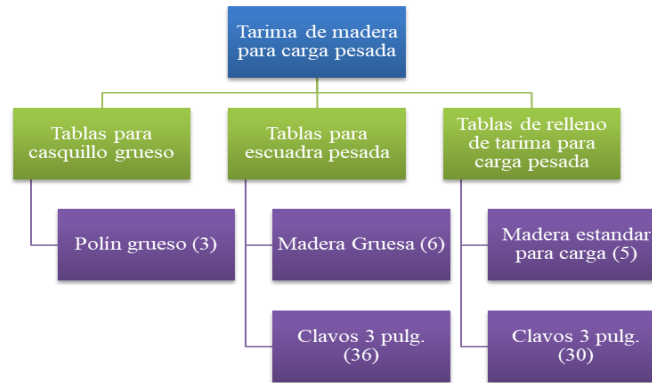 Tarima de madera
para carga pesada
Tablas para
casquillo grueso
Tablas para
escuadra pesada
Tablas de relleno
de tarima para
carga pesada
Polín grueso (3)
Madera Gruesa (6)
Madera estandar
para carga (5)
Clavos 3 pulg.
(36)
Clavos 3 pulg.
(30)